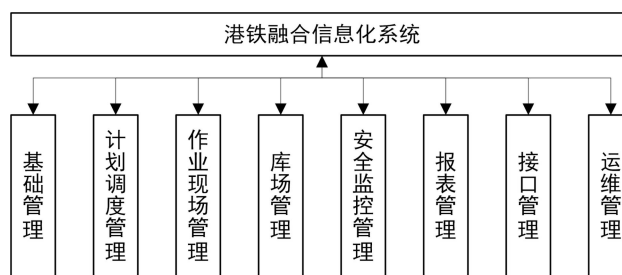 港铁融合信息化系统
基础管理
计划调度管理
作业现场管理
库场管理
安全监控管理
报表管理
接口管理
运维管理